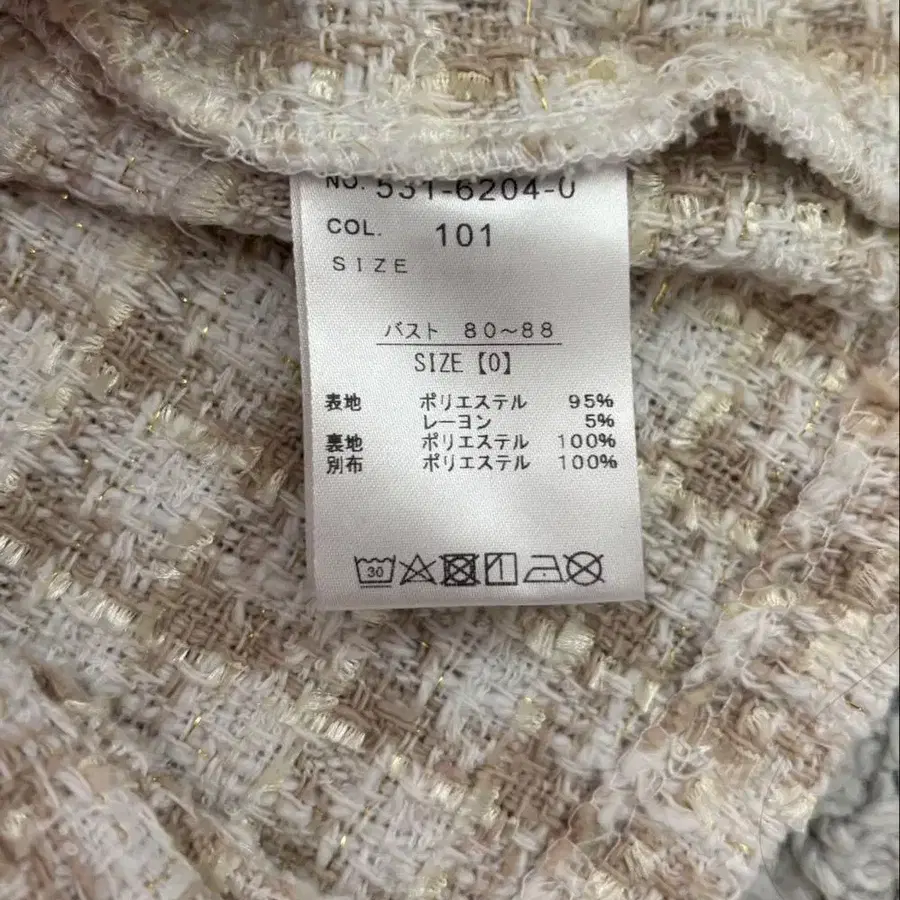 NO. 531-6204-0
COL. 101
SIZE
バスト 80~88
SIZE【0】
表地 ポリエステル 95%
レーヨン 5%
裏地 ポリエステル 100%
別布 ポリエステル 100%
30